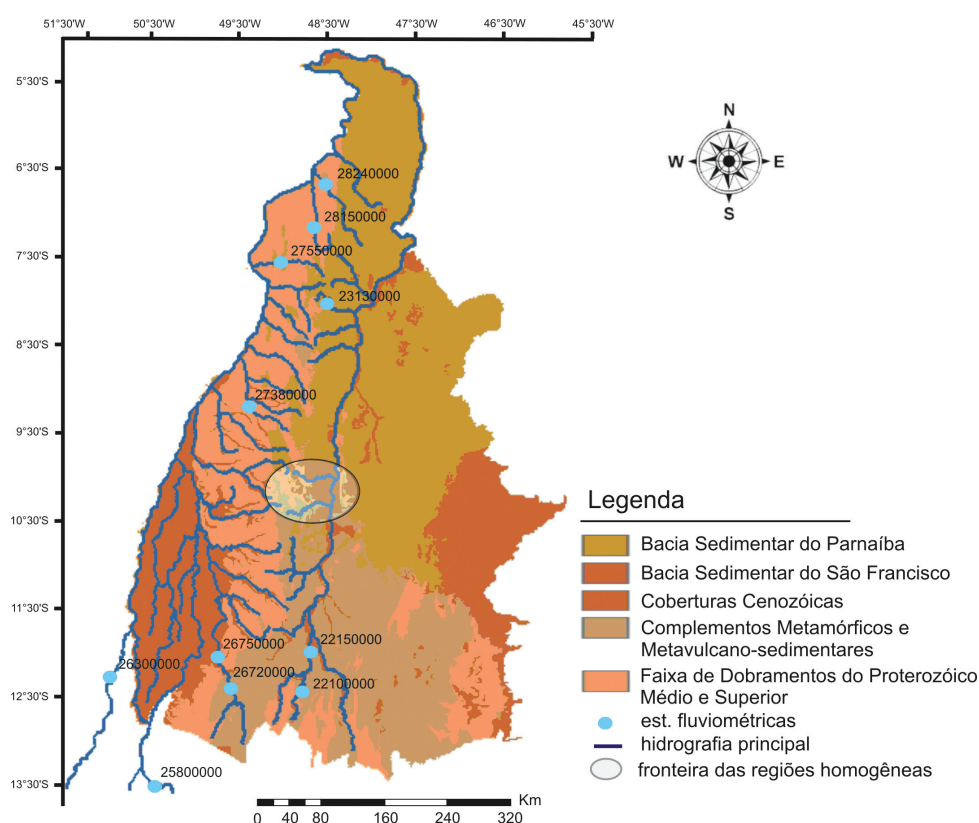 51°30'W 50°30'W 49°30'W 48°30'W 47°30'W 46°30'W 45°30'W
5°30'S
6°30'S
7°30'S
8°30'S
9°30'S
10°30'S
11°30'S
12°30'S
13°30'S
N
W E
S
28240000
28150000
27550000
23130000
27380000
22150000
26750000
26300000
26720000
22100000
25800000
Legenda
Bacia Sedimentar do Parnaíba
Bacia Sedimentar do São Francisco
Coberturas Cenozóicas
Complementos Metamórficos e
Metavulcano-sedimentares
Faixa de Dobramentos do Proterozóico
Médio e Superior
est. fluviométricas
hidrografia principal
fronteira das regiões homogêneas
Km
0 40 80 160 240 320